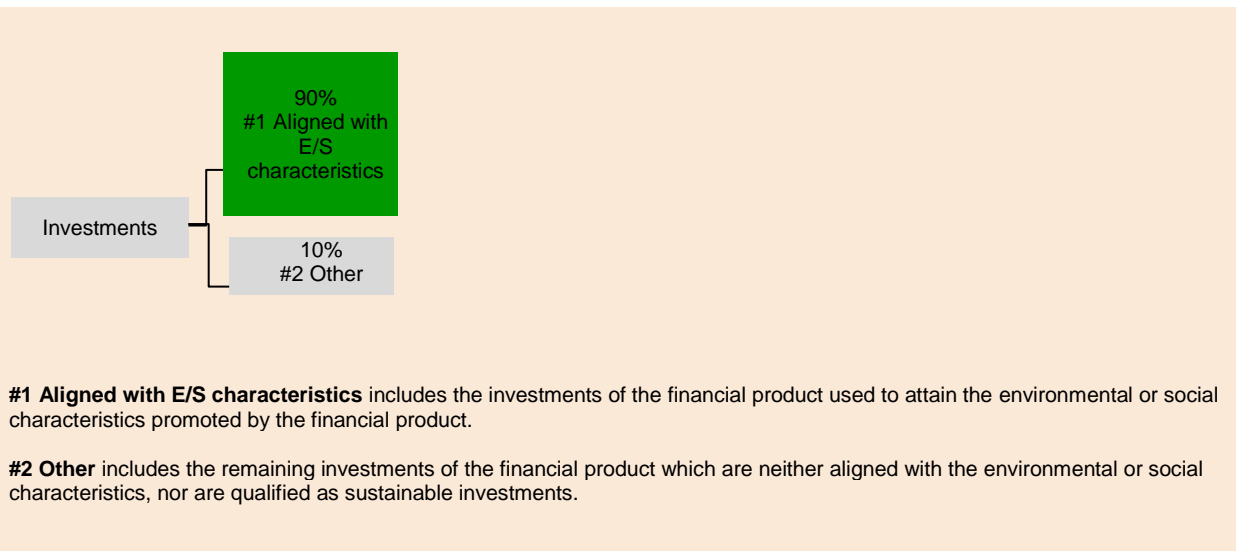 90%
#1 Aligned with
E/S
characteristics
Investments
10%
#2 Other
#1 Aligned with E/S characteristics includes the investments of the financial product used to attain the environmental or social
characteristics promoted by the financial product.
#2 Other includes the remaining investments of the financial product which are neither aligned with the environmental or social
characteristics, nor are qualified as sustainable investments.